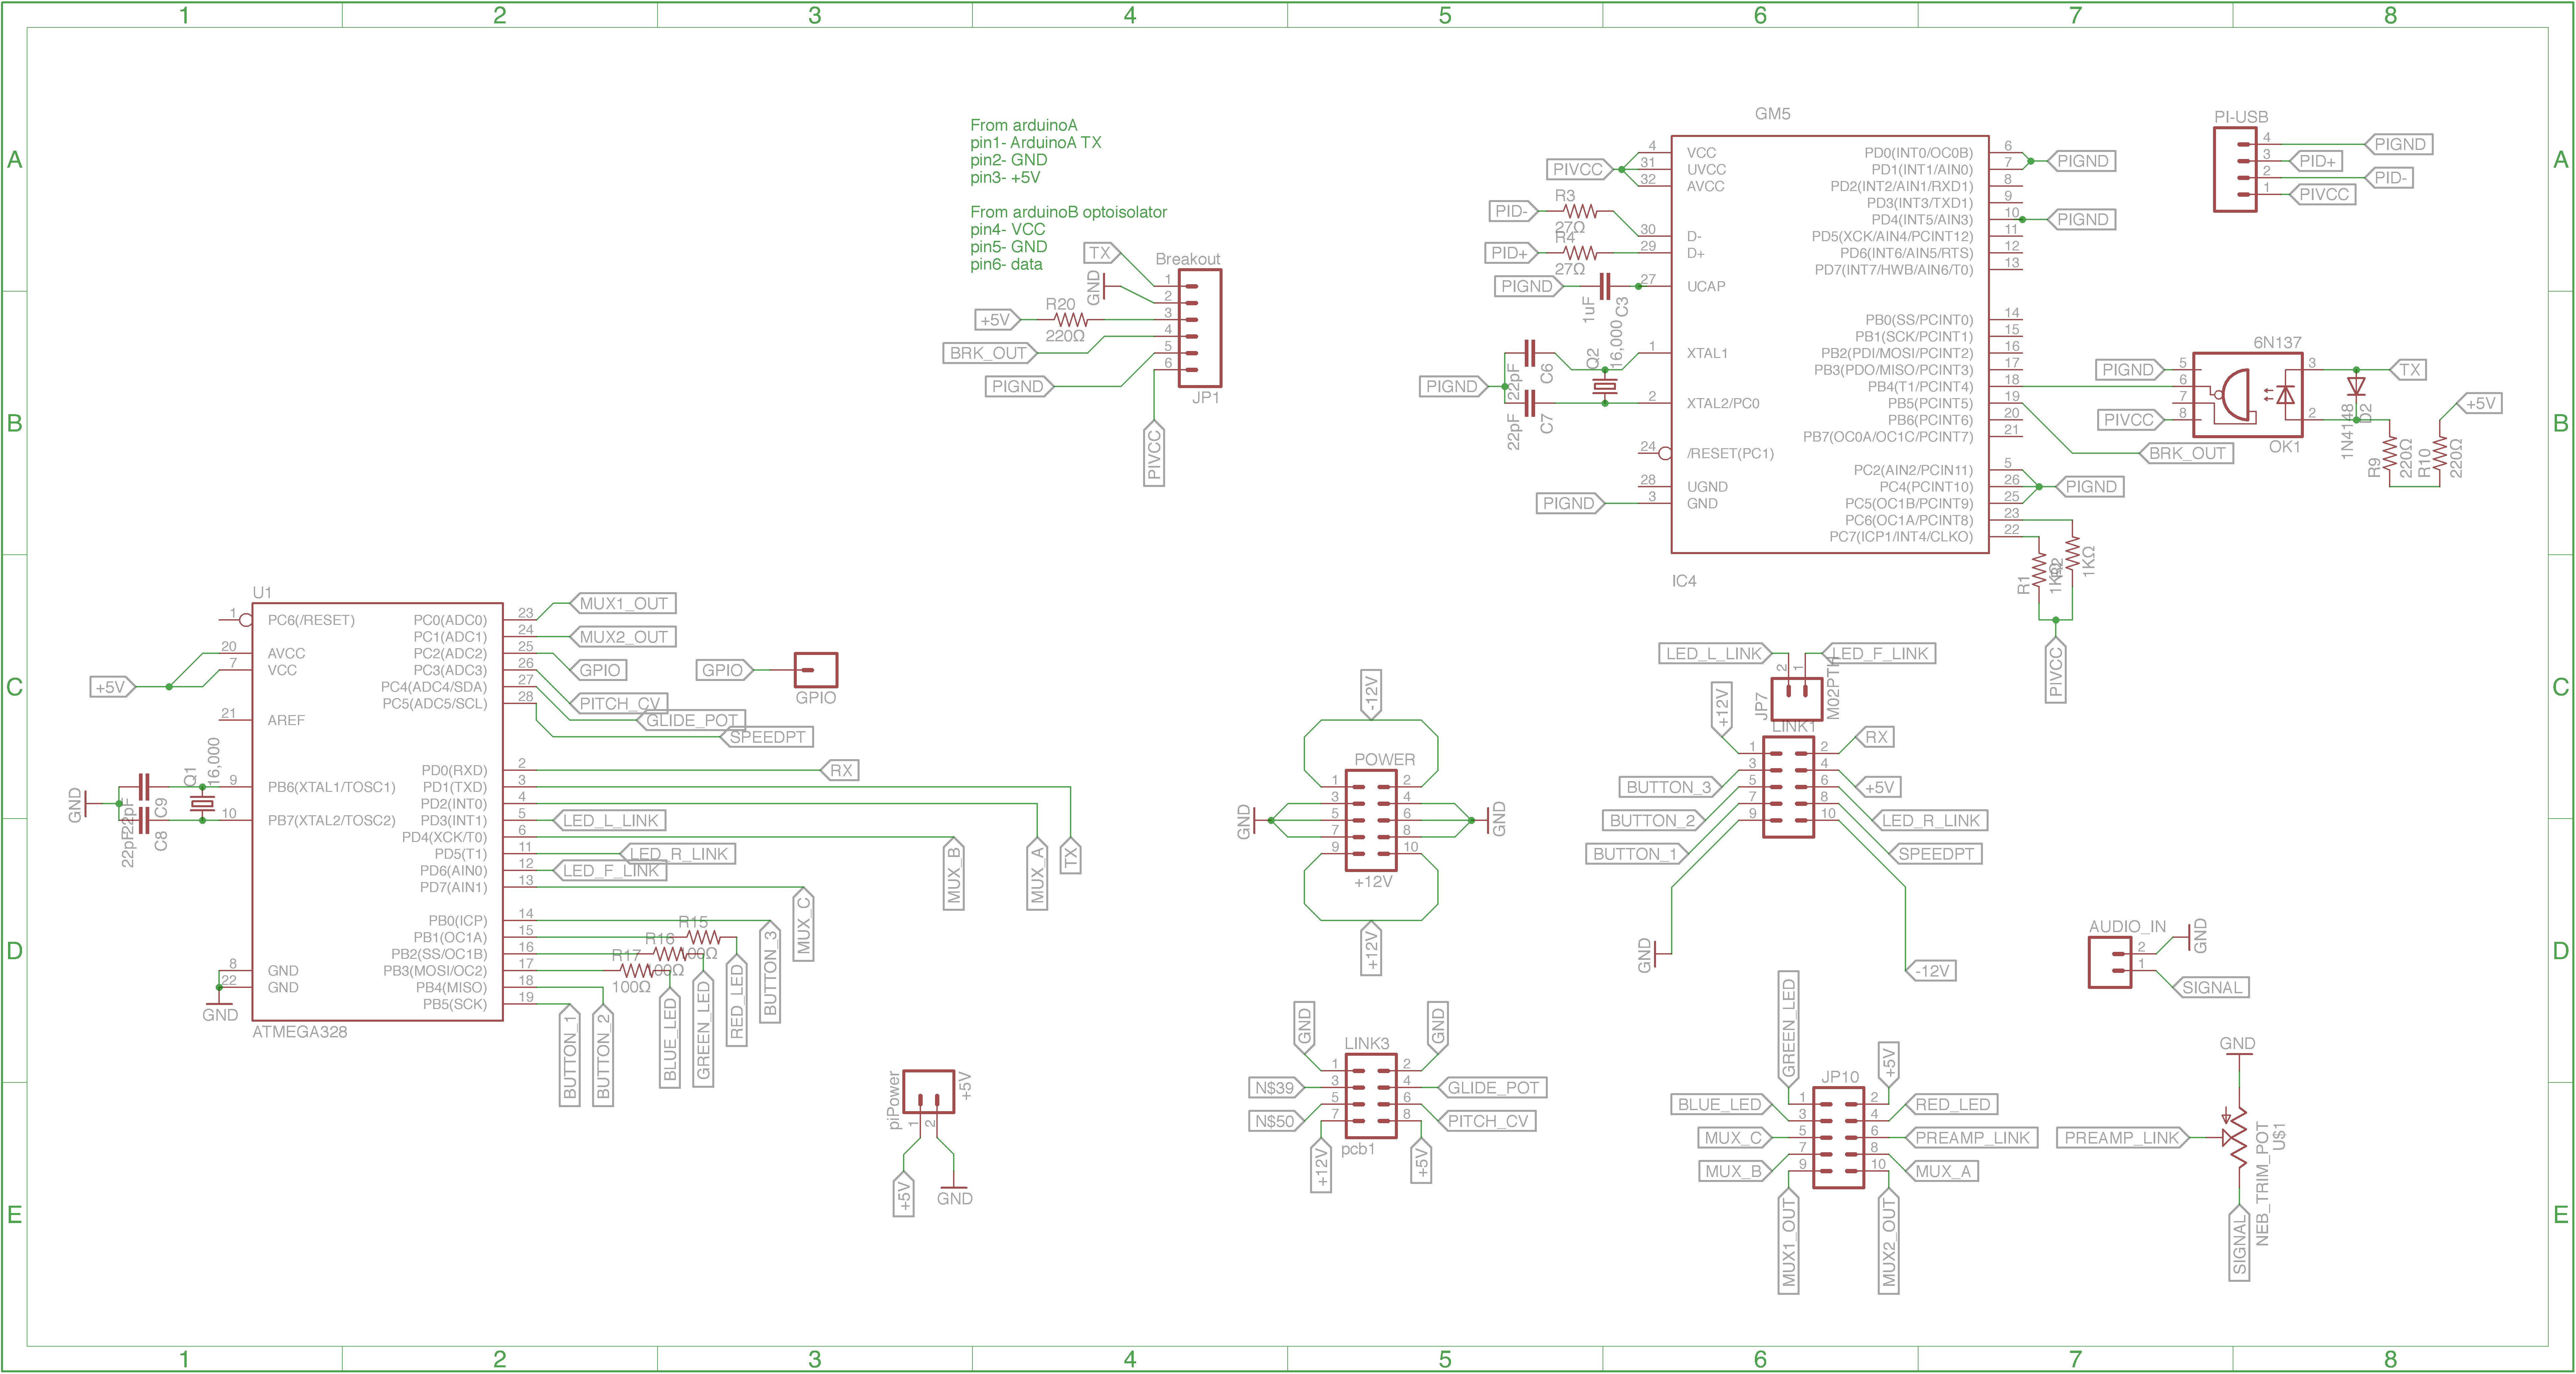 1 2 3 4 5 6 7 8
A
B
C
D
E
A
B
C
D
E
1 2 3 4 5 6 7 8
From arduinoA
pin1- ArduinoA TX
pin2- GND
pin3- +5V
From arduinoB optoisolator
pin4- VCC
pin5- GND
pin6- data
Breakout
TX
GND
+5V
R20
220Ω
BRK_OUT
PIGND
PIVCC
1
2
3
4
5
6
JP1
GM5
PIVCC
4 VCC
31 UVCC
32 AVCC
PID-
R3
27Ω
30 D-
PID+
R4
27Ω
29 D+
PIGND
1uF
C3
27 UCAP
PIGND
22pF
C6
22pF
C7
Q2
16,000
1 XTAL1
2 XTAL2/PC0
24 /RESET(PC1)
28 UGND
PIGND
3 GND
PD0(INT0/OC0B) 6
PD1(INT1/AIN0) 7
PIGND
PD2(INT2/AIN1/RXD1) 8
PD3(INT3/TXD1) 9
PD4(INT5/AIN3) 10
PIGND
PD5(XCK/AIN4/PCINT12) 11
PD6(INT6/AIN5/RTS) 12
PD7(INT7/HWB/AIN6/T0) 13
PB0(SS/PCINT0) 14
PB1(SCK/PCINT1) 15
PB2(PDI/MOSI/PCINT2) 16
PB3(PDO/MISO/PCINT3) 17
PB4(T1/PCINT4) 18
PB5(PCINT5) 19
PB6(PCINT6) 20
PB7(OC0A/OC1C/PCINT7) 21
PC2(AIN2/PCIN11) 5
PC4(PCINT10) 26
PC5(OC1B/PCINT9) 25
PIGND
PC6(OC1A/PCINT8) 23
PC7(ICP1/INT4/CLKO) 22
IC4
R1
1KΩ
R2
1KΩ
PIVCC
BRK_OUT
PI-USB
4 PIGND
3 PID+
2 PID-
1 PIVCC
6N137
PIGND 5
6
7
PIVCC 8
3
2
OK1
TX
1N4148
D2
+5V
R9
220Ω
R10
220Ω
U1
1 PC6(/RESET)
20 AVCC
7 VCC
+5V
21 AREF
GND
22pF
C9
22pF
C8
Q1
16,000
9 PB6(XTAL1/TOSC1)
10 PB7(XTAL2/TOSC2)
8 GND
22 GND
GND
ATMEGA328
PC0(ADC0) 23 MUX1_OUT
PC1(ADC1) 24 MUX2_OUT
PC2(ADC2) 25 GPIO
PC3(ADC3) 26 PITCH_CV
PC4(ADC4/SDA) 27 GLIDE_POT
PC5(ADC5/SCL) 28 SPEEDPT
PD0(RXD) 2 RX
PD1(TXD) 3 TX
PD2(INT0) 4 MUX_A
PD3(INT1) 5 LED_L_LINK
PD4(XCK/T0) 6 MUX_B
PD5(T1) 11 LED_R_LINK
PD6(AIN0) 12 LED_F_LINK
PD7(AIN1) 13 MUX_C
PB0(ICP) 14 BUTTON_3
PB1(OC1A) 15 R15 100Ω RED_LED
PB2(SS/OC1B) 16 R16 100Ω GREEN_LED
PB3(MOSI/OC2) 17 R17 100Ω BLUE_LED
PB4(MISO) 18 BUTTON_2
PB5(SCK) 19 BUTTON_1
GPIO
GPIO
piPower
+5V
1
2
+5V
GND
-12V
POWER
1 2
3 4
5 6
7 8
9 10
GND
GND
+12V
+12V
GND
GND
LINK3
1 2
N$39 3 4 GLIDE_POT
5 6
N$50 7 8 PITCH_CV
pcb1
+12V
+5V
LED_L_LINK
LED_F_LINK
2 1
JP7
M02PTH
+12V
LINK1
1 2 RX
3 4
BUTTON_3 5 6 +5V
BUTTON_2 7 8 LED_R_LINK
BUTTON_1 9 10 SPEEDPT
GND
-12V
GREEN_LED
+5V
JP10
BLUE_LED 1 2 RED_LED
3 4
MUX_C 5 6 PREAMP_LINK
7 8
MUX_B 9 10 MUX_A
MUX1_OUT
MUX2_OUT
AUDIO_IN
2 GND
1 SIGNAL
GND
PREAMP_LINK
NEB_TRIM_POT
U$1
SIGNAL